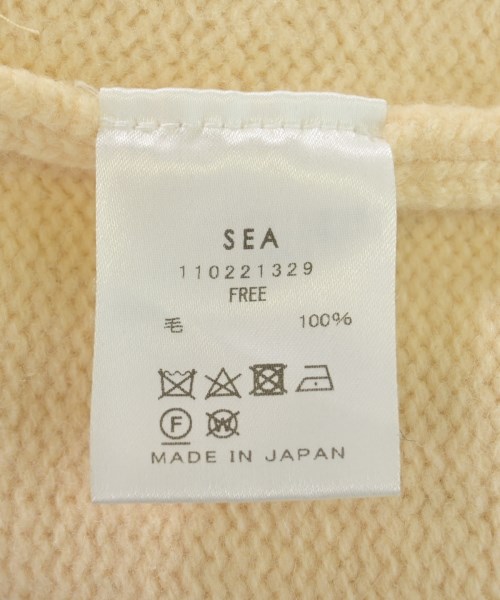 SEA
110221329
FREE
毛 100%
F W
MADE IN JAPAN